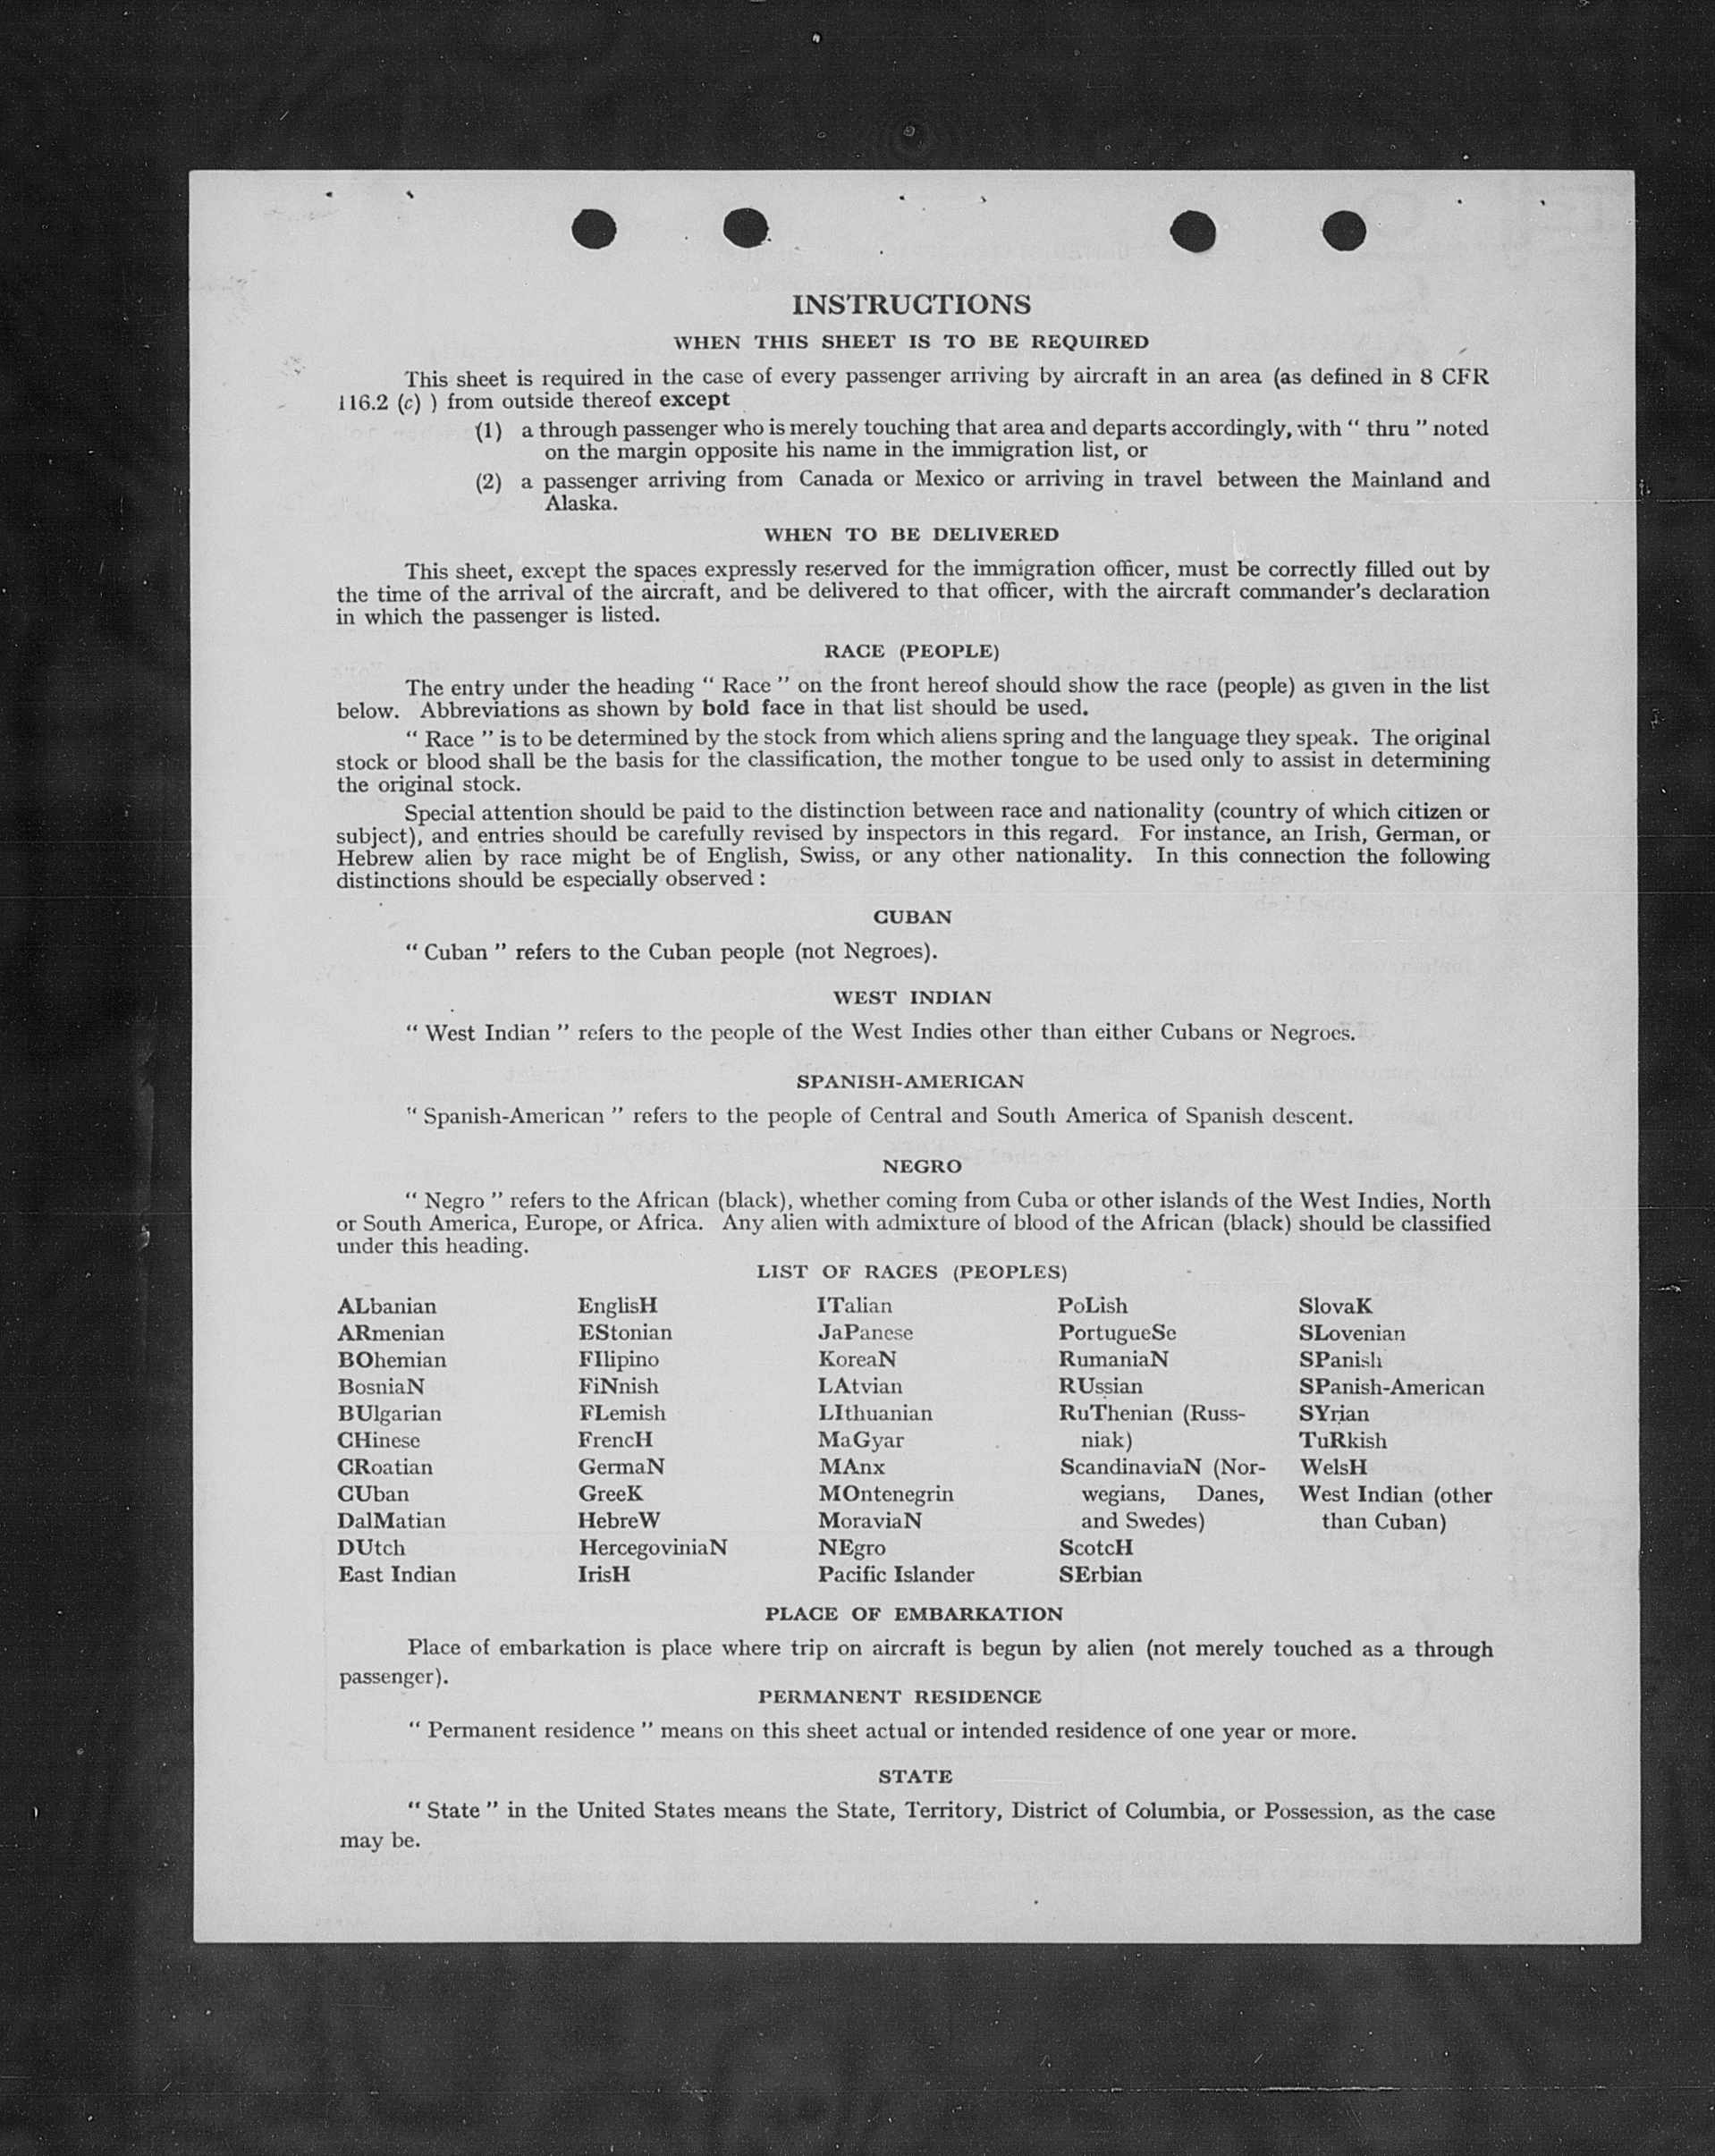 INSTRUCTIONS
WHEN THIS SHEET IS TO BE REQUIRED
This sheet is required in the case of every passenger arriving by aircraft in an area (as defined in 8 CFR
116.2 (c) ) from outside thereof except
(1) a through passenger who is merely touching that area and departs accordingly, with " thru " noted
on the margin opposite his name in the immigration list, or
(2) a passenger arriving from Canada or Mexico or arriving in travel between the Mainland and
Alaska.
WHEN TO BE DELIVERED
This sheet, except the spaces expressly reserved for the immigration officer, must be correctly filled out by
the time of the arrival of the aircraft, and be delivered to that officer, with the aircraft commander's declaration
in which the passenger is listed.
RACE (PEOPLE)
The entry under the heading " Race " on the front hereof should show the race (people) as given in the list
below. Abbreviations as shown by bold face in that list should be used.
" Race " is to be determined by the stock from which aliens spring and the language they speak. The original
stock or blood shall be the basis for the classification, the mother tongue to be used only to assist in determining
the original stock.
Special attention should be paid to the distinction between race and nationality (country of which citizen or
subject), and entries should be carefully revised by inspectors in this regard. For instance, an Irish, German, or
Hebrew alien by race might be of English, Swiss, or any other nationality. In this connection the following
distinctions should be especially observed :
CUBAN
" Cuban " refers to the Cuban people (not Negroes).
WEST INDIAN
" West Indian " refers to the people of the West Indies other than either Cubans or Negroes.
SPANISH-AMERICAN
" Spanish-American " refers to the people of Central and South America of Spanish descent.
NEGRO
" Negro " refers to the African (black), whether coming from Cuba or other islands of the West Indies, North
or South America, Europe, or Africa. Any alien with admixture of blood of the African (black) should be classified
under this heading.
LIST OF RACES (PEOPLES)
ALbanian
ARmenian
BOhemian
BosniaN
BUlgarian
CHinese
CRoatian
CUban
DalMatian
DUtch
East Indian
EnglisH
EStonian
FIlipino
FiNnish
FLemish
FrencH
GermaN
GreeK
HebreW
HercegoviniaN
IrisH
ITalian
JaPanese
KoreaN
LAtvian
LIthuanian
MaGyar
MAnx
MOntenegrin
MoraviaN
NEgro
Pacific Islander
PoLish
PortugueSe
RumaniaN
RUssian
RuThenian (Russ-
niak)
ScandinaviaN (Nor-
wegians, Danes,
and Swedes)
ScotcH
SErbian
SlovaK
SLovenian
SPanish
SPanish-American
SYrian
TuRkish
WelsH
West Indian (other
than Cuban)
PLACE OF EMBARKATION
Place of embarkation is place where trip on aircraft is begun by alien (not merely touched as a through
passenger).
PERMANENT RESIDENCE
" Permanent residence " means on this sheet actual or intended residence of one year or more.
STATE
" State " in the United States means the State, Territory, District of Columbia, or Possession, as the case
may be.